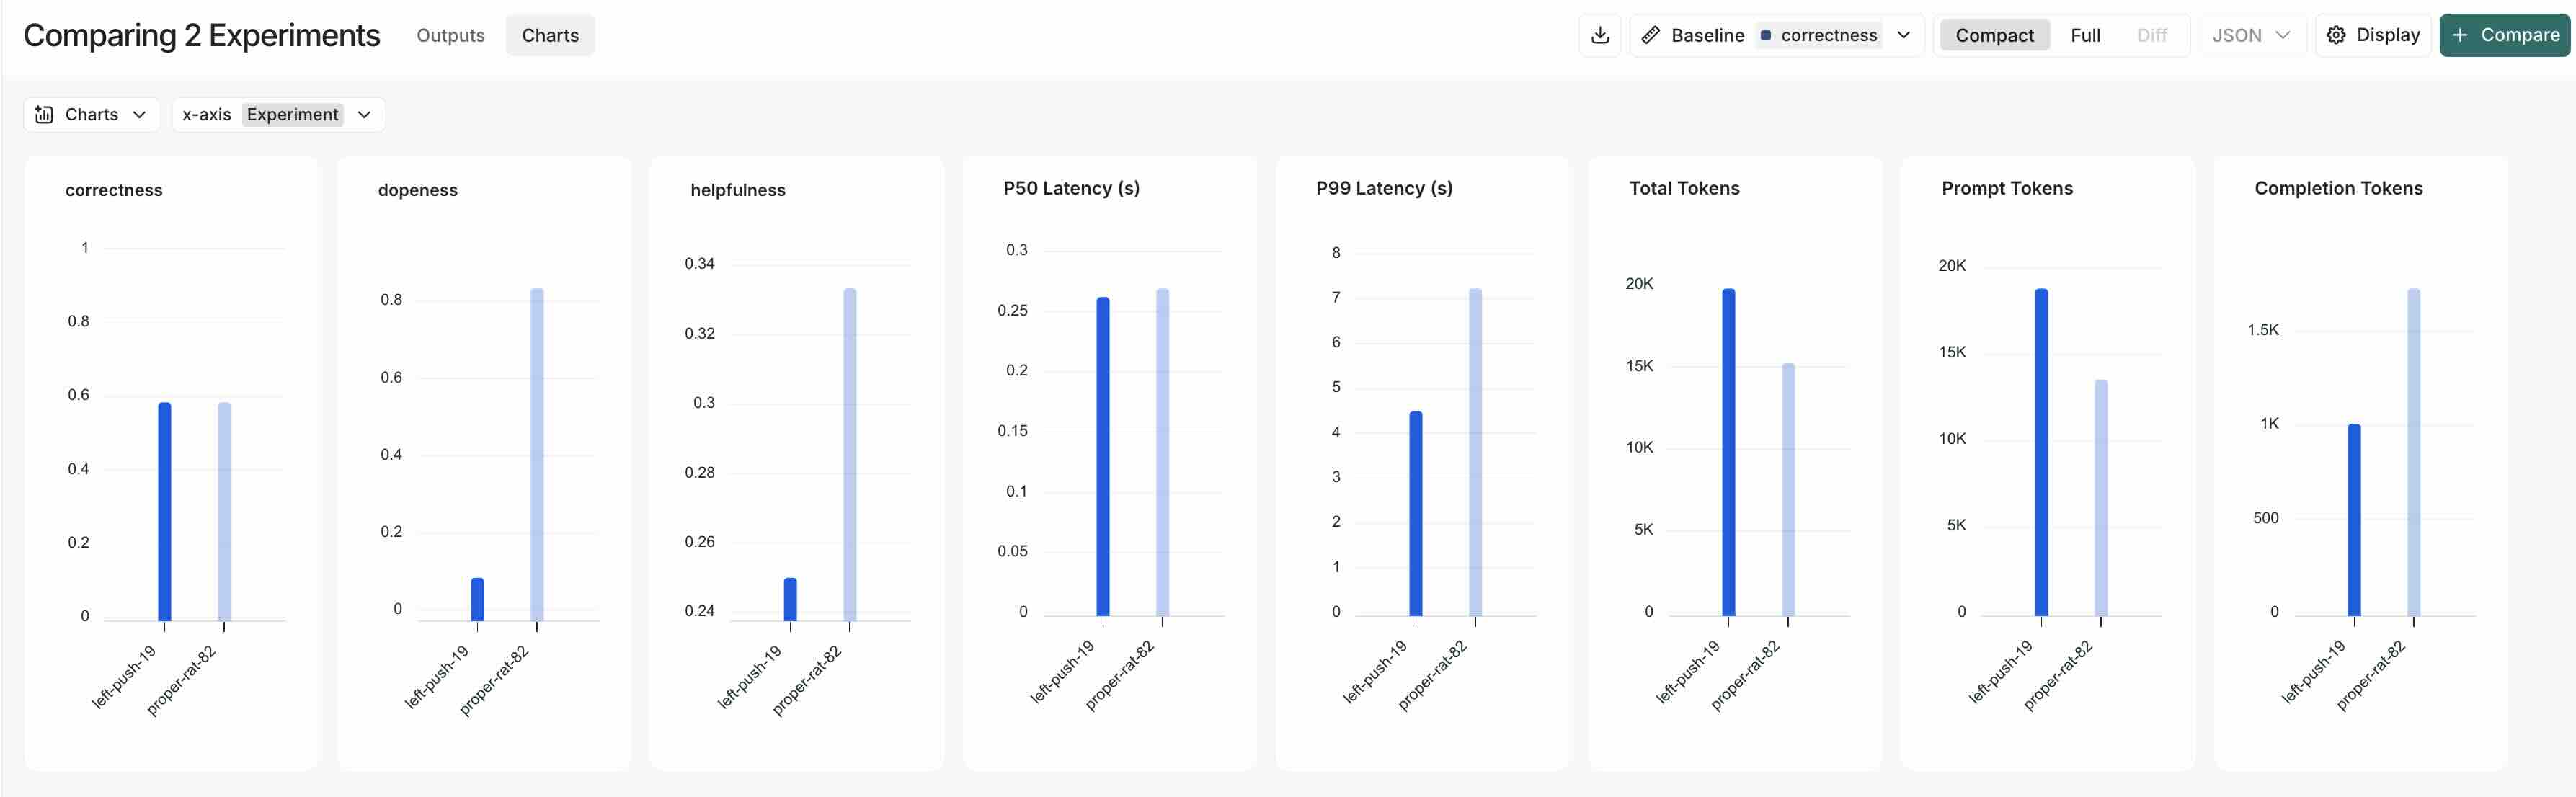 Comparing 2 Experiments Outputs Charts Baseline correctness Compact Full Diff JSON Display + Compare
Charts x-axis Experiment
correctness
1
0.8
0.6
0.4
0.2
0
left-push-19
proper-rat-82
dopeness
0.8
0.6
0.4
0.2
0
left-push-19
proper-rat-82
helpfulness
0.34
0.32
0.3
0.28
0.26
0.24
left-push-19
proper-rat-82
P50 Latency (s)
0.3
0.25
0.2
0.15
0.1
0.05
0
left-push-19
proper-rat-82
P99 Latency (s)
8
7
6
5
4
3
2
1
0
left-push-19
proper-rat-82
Total Tokens
20K
15K
10K
5K
0
left-push-19
proper-rat-82
Prompt Tokens
20K
15K
10K
5K
0
left-push-19
proper-rat-82
Completion Tokens
1.5K
1K
500
0
left-push-19
proper-rat-82